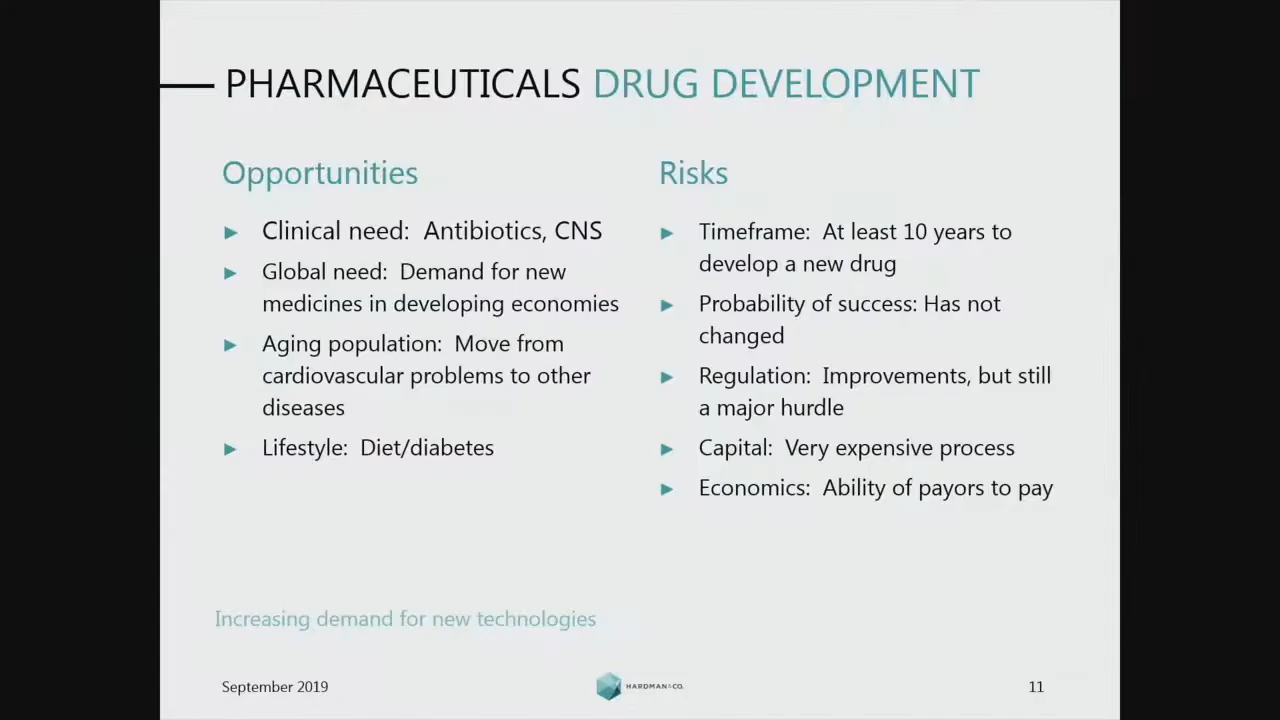 PHARMACEUTICALS DRUG DEVELOPMENT
Opportunities
► Clinical need: Antibiotics, CNS
► Global need: Demand for new
medicines in developing economies
► Aging population: Move from
cardiovascular problems to other
diseases
► Lifestyle: Diet/diabetes
Risks
► Timeframe: At least 10 years to
develop a new drug
► Probability of success: Has not
changed
► Regulation: Improvements, but still
a major hurdle
► Capital: Very expensive process
► Economics: Ability of payors to pay
Increasing demand for new technologies
September 2019
HARDMAN&CO.
11